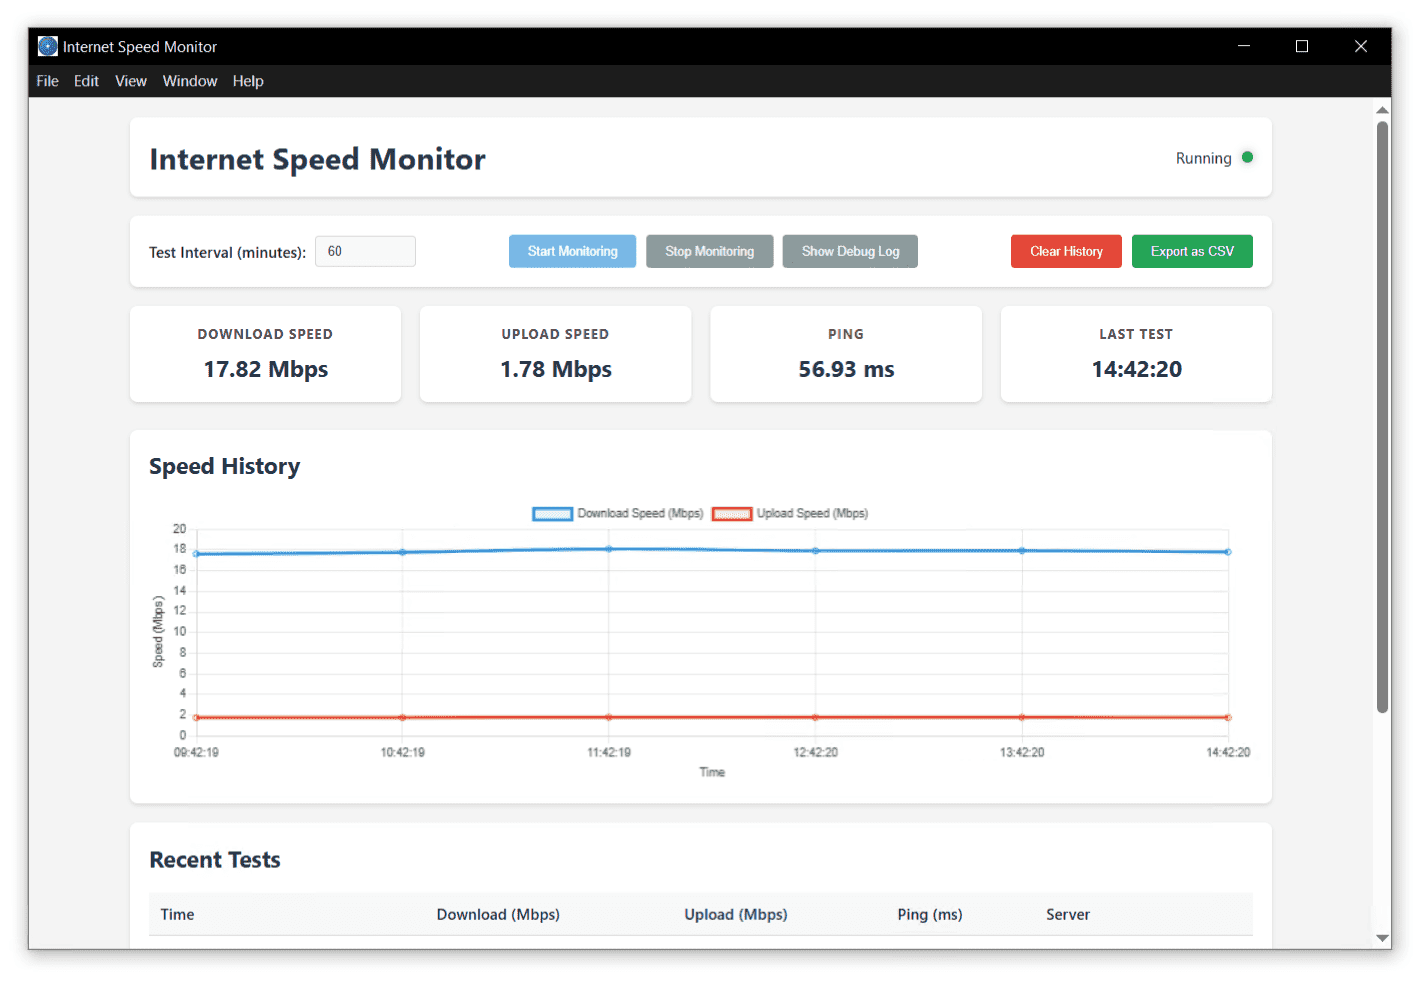 Internet Speed Monitor
File Edit View Window Help
Internet Speed Monitor
Running
Test Interval (minutes): 60 Start Monitoring Stop Monitoring Show Debug Log Clear History Export as CSV
DOWNLOAD SPEED UPLOAD SPEED PING LAST TEST
17.82 Mbps 1.78 Mbps 56.93 ms 14:42:20
Speed History
Download Speed (Mbps) Upload Speed (Mbps)
Speed (Mbps)
20
18
16
14
12
10
8
6
4
2
0
09:42:19 10:42:19 11:42:19 12:42:20 13:42:20 14:42:20
Time
Recent Tests
Time Download (Mbps) Upload (Mbps) Ping (ms) Server